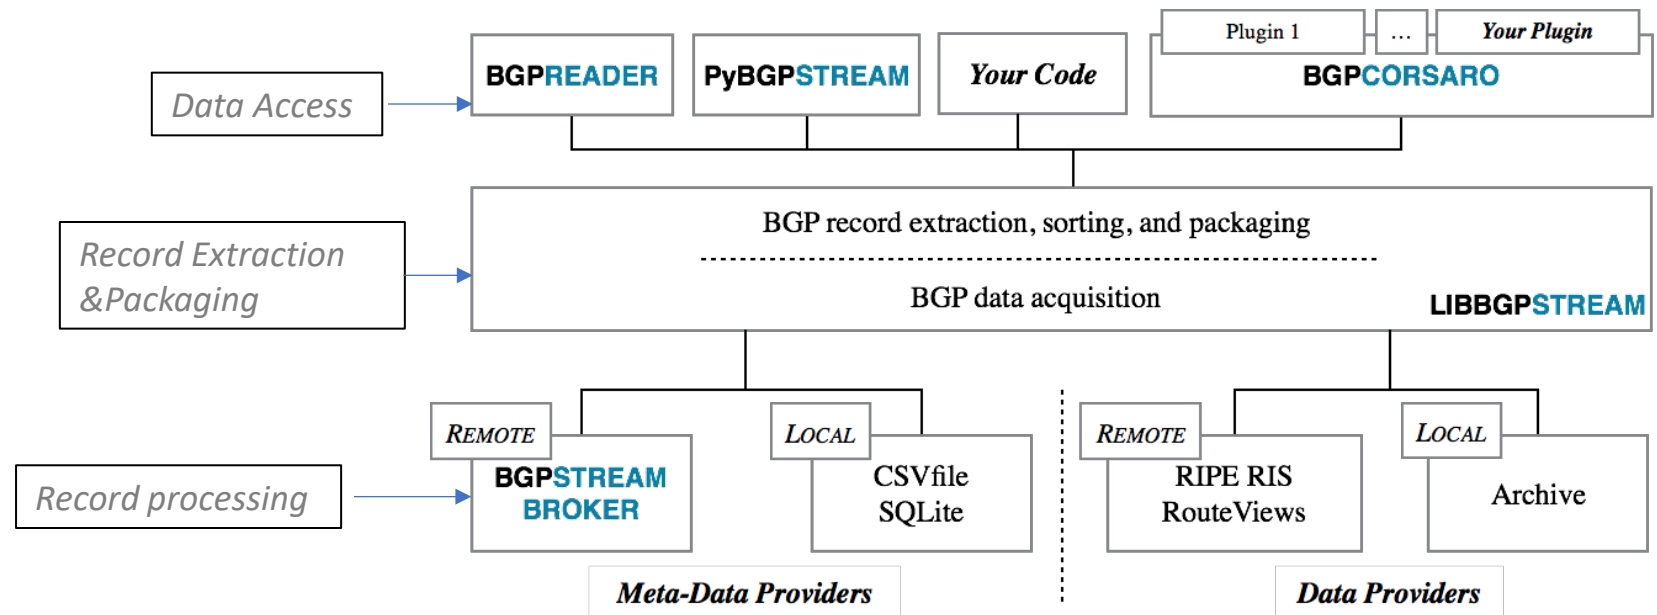 Plugin 1
...
Your Plugin
BGPREADER
PyBGPSTREAM
Your Code
BGPCORSARO
Data Access
BGP record extraction, sorting, and packaging
Record Extraction
&Packaging
BGP data acquisition
LIBBGPSTREAM
REMOTE
LOCAL
REMOTE
LOCAL
Record processing
BGPSTREAM
BROKER
CSVfile
SQLite
RIPE RIS
RouteViews
Archive
Meta-Data Providers
Data Providers